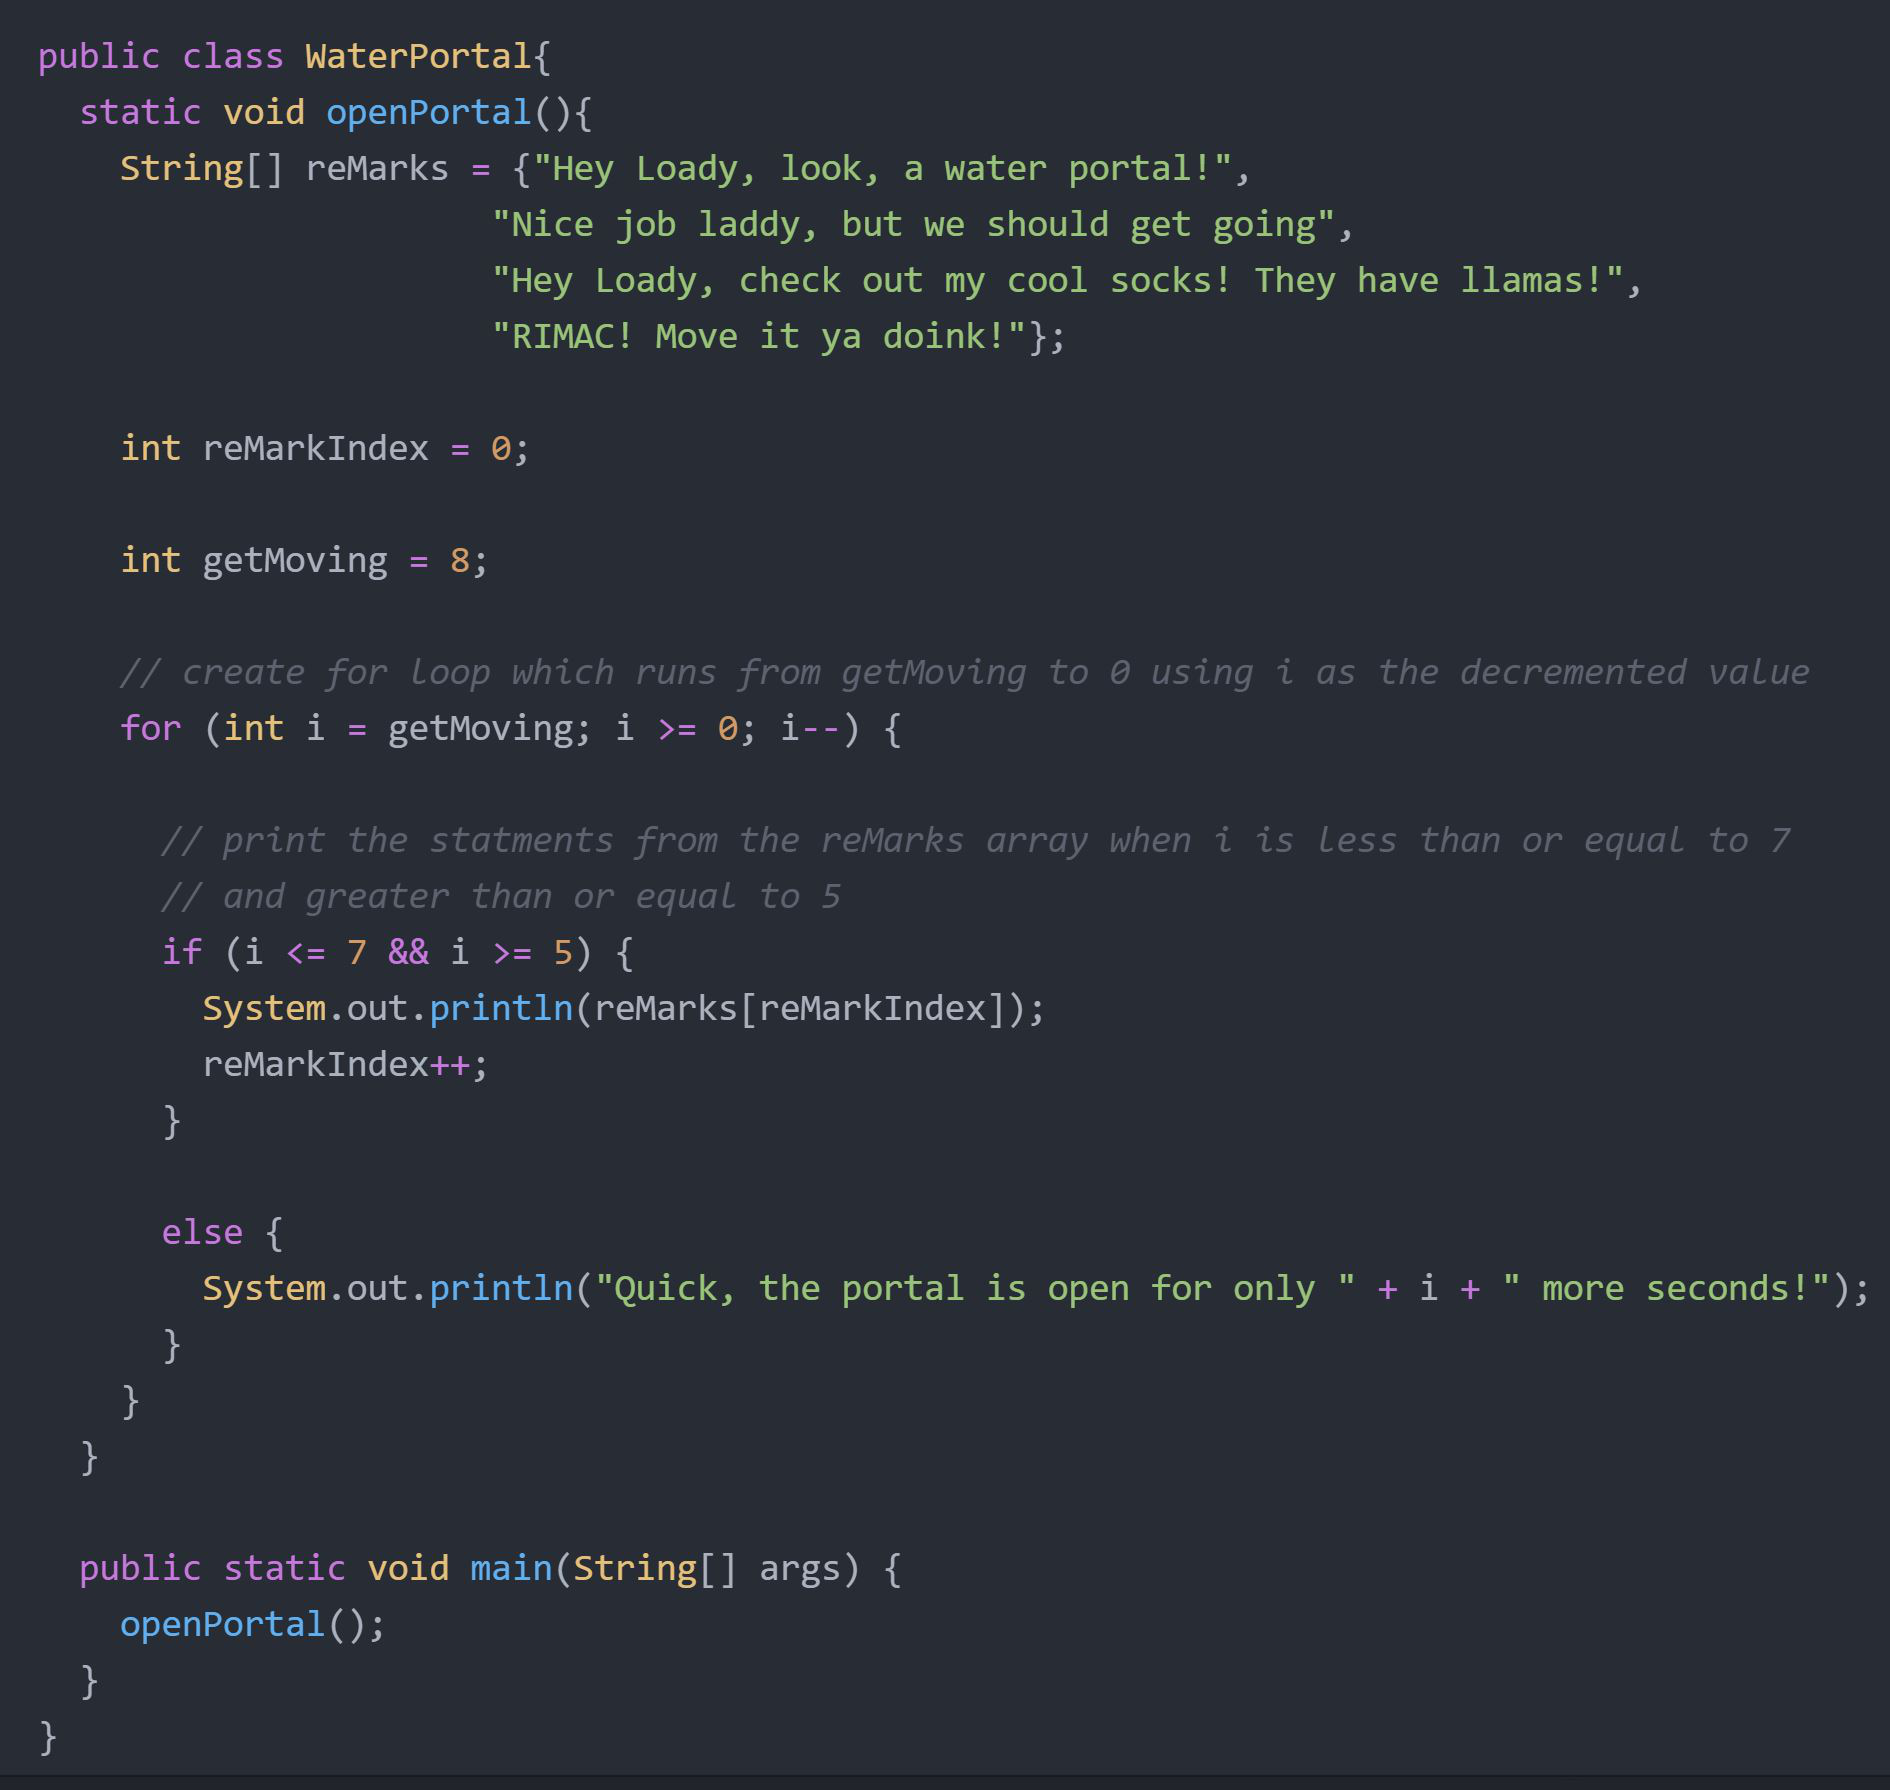 public class WaterPortal{
static void openPortal(){
String[] reMarks = {"Hey Loady, look, a water portal!",
"Nice job laddy, but we should get going",
"Hey Loady, check out my cool socks! They have llamas!",
"RIMAC! Move it ya doink!"};
int reMarkIndex = 0;
int getMoving = 8;
// create for loop which runs from getMoving to 0 using i as the decremented value
for (int i = getMoving; i >= 0; i--) {
// print the statments from the reMarks array when i is less than or equal to 7
// and greater than or equal to 5
if (i <= 7 && i >= 5) {
System.out.println(reMarks[reMarkIndex]);
reMarkIndex++;
}
else {
System.out.println("Quick, the portal is open for only " + i + " more seconds!");
}
}
}
public static void main(String[] args) {
openPortal();
}
}